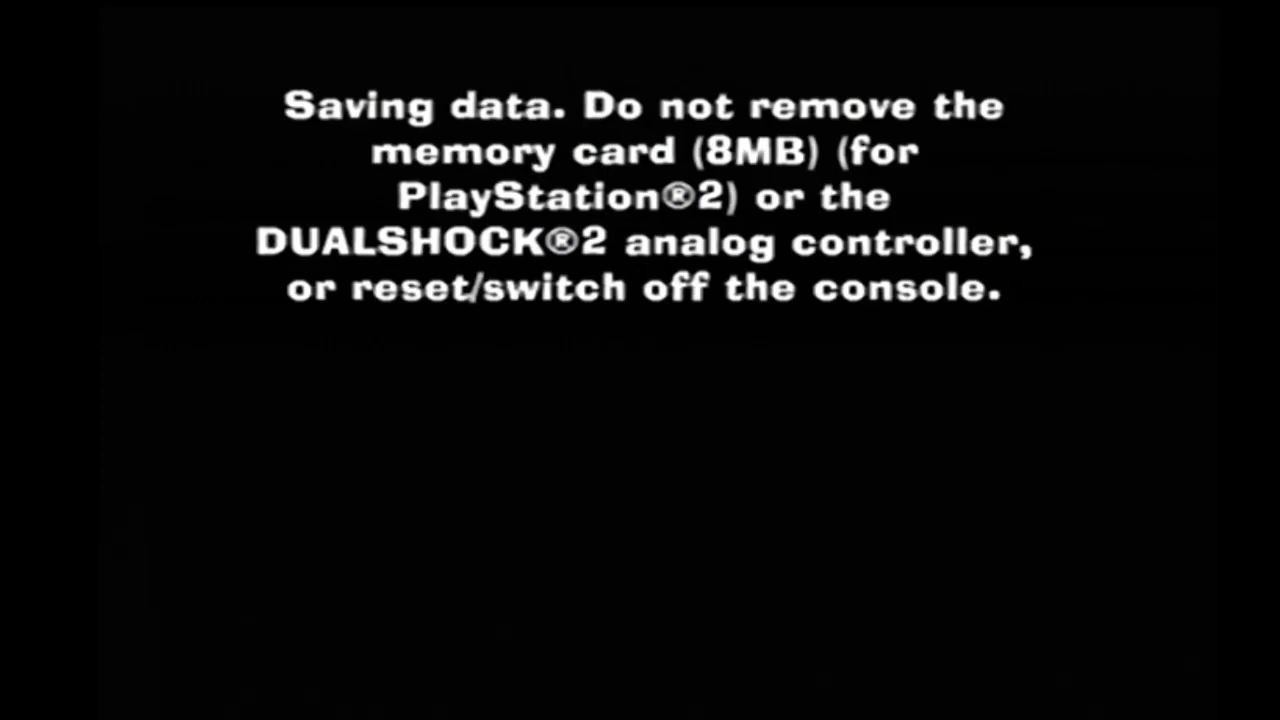 Saving data. Do not remove the
memory card (8MB) (for
PlayStation®2) or the
DUALSHOCK®2 analog controller,
or reset/switch off the console.